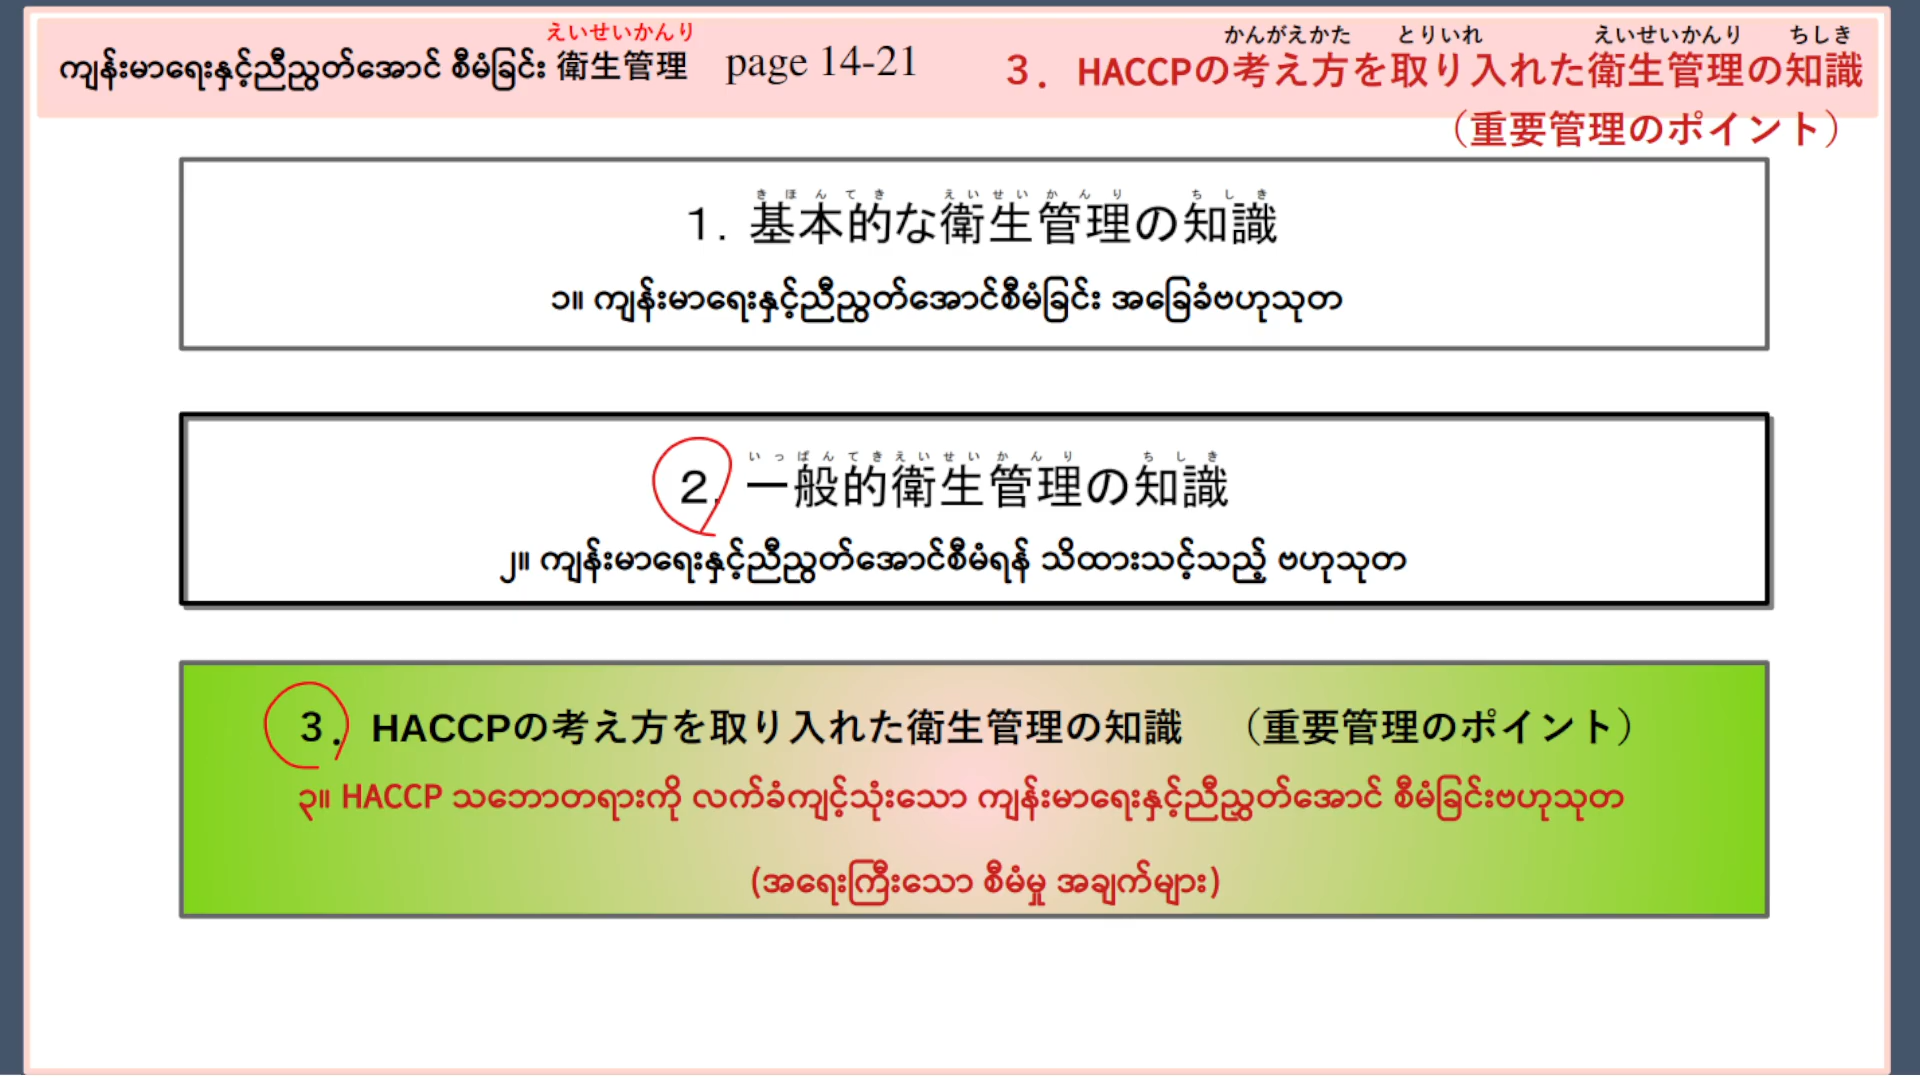 えいせいかんり
ကျန်းမာရေးနှင့်ညီညွတ်အောင် စီမံခြင်း 衛生管理 page 14-21
かんがえかた とりいれ えいせいかんり ちしき
３．HACCPの考え方を取り入れた衛生管理の知識
（重要管理のポイント）
きほんてき えいせいかんり ちしき
1. 基本的な衛生管理の知識
၁။ ကျန်းမာရေးနှင့်ညီညွတ်အောင်စီမံခြင်း အခြေခံဗဟုသုတ
いっぱんてきえいせいかんり ちしき
2. 一般的衛生管理の知識
၂။ ကျန်းမာရေးနှင့်ညီညွတ်အောင်စီမံရန် သိထားသင့်သည့် ဗဟုသုတ
３．HACCPの考え方を取り入れた衛生管理の知識 （重要管理のポイント）
၃။ HACCP သဘောတရားကို လက်ခံကျင့်သုံးသော ကျန်းမာရေးနှင့်ညီညွှတ်အောင် စီမံခြင်းဗဟုသုတ
(အရေးကြီးသော စီမံမှု အချက်များ)